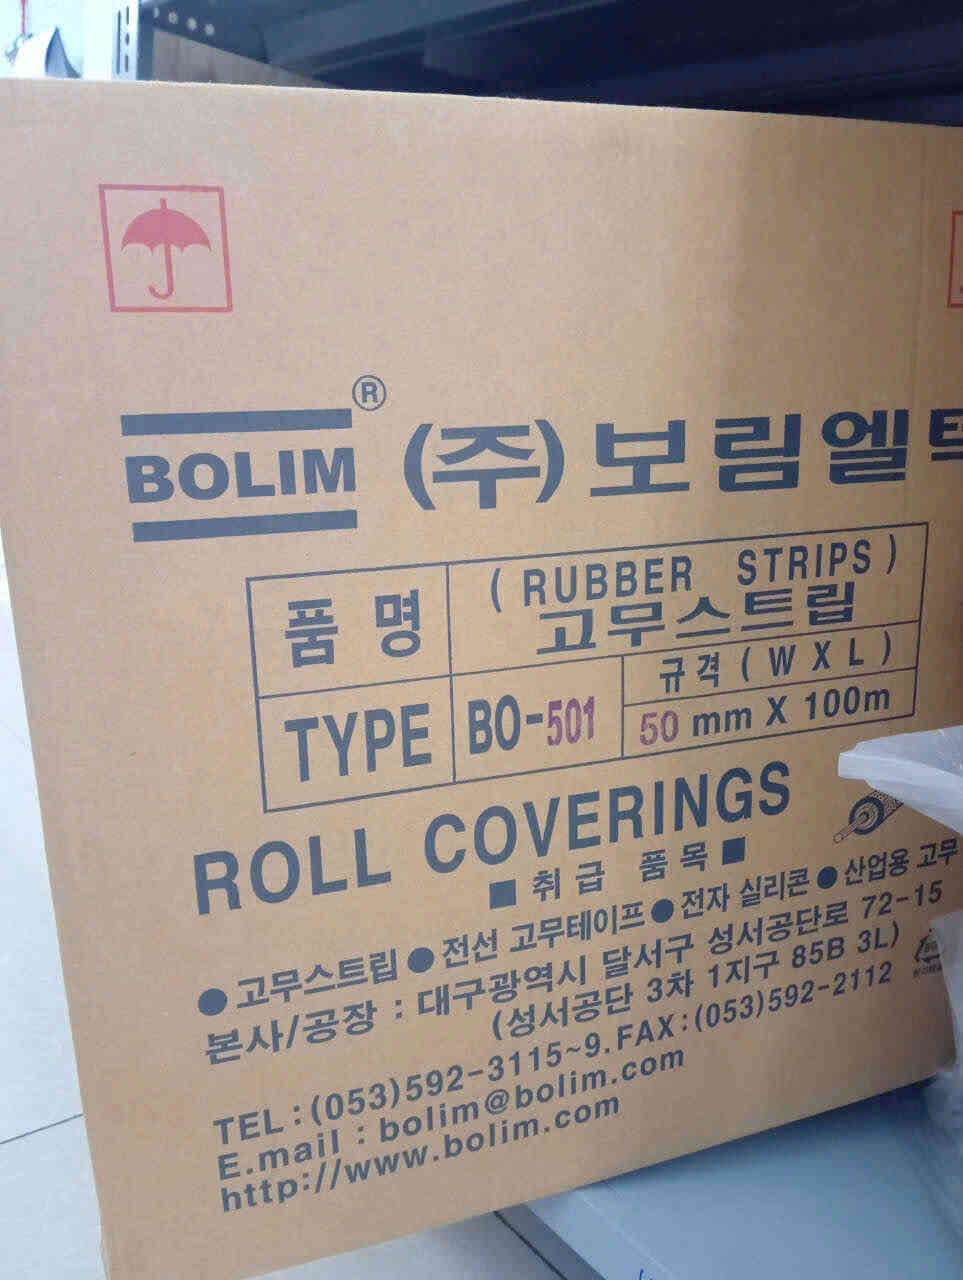 BOLIM®
(주)보림엘텍
품 명
(RUBBER STRIPS)
고무스트립
TYPE
BO-501
규격(W X L)
50 mm X 100m
ROLL COVERINGS
■ 취급 품목 ■
●고무스트립 ●전선 고무테이프 ●전자 실리콘 ●산업용 고무
본사/공장 : 대구광역시 달서구 성서공단로 72-15
(성서공단 3차 1지구 85B 3L)
TEL:(053)592-3115~9.FAX:(053)592-2112
E.mail : bolim@bolim.com
http://www.bolim.com